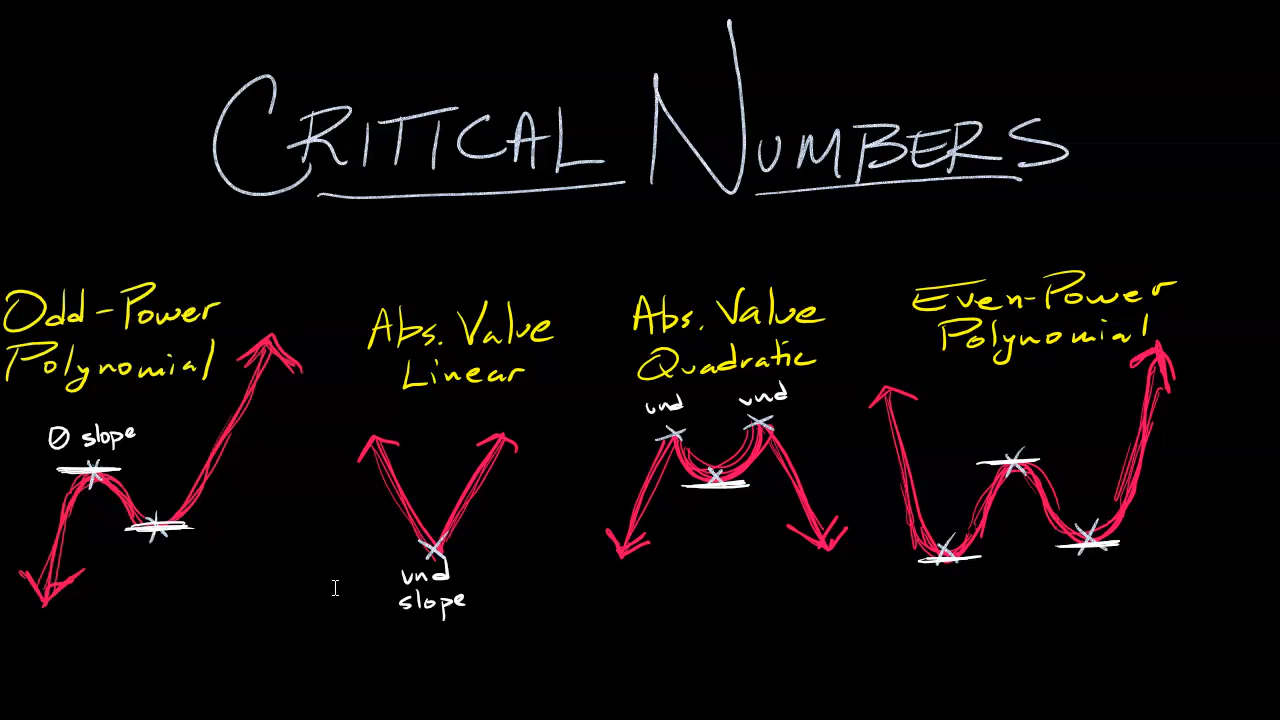 CRITICAL NUMBERS
Odd-Power
Polynomial
Abs. Value
Linear
Abs. Value
Quadratic
Even-Power
Polynomial
0 slope
und
slope
und
und